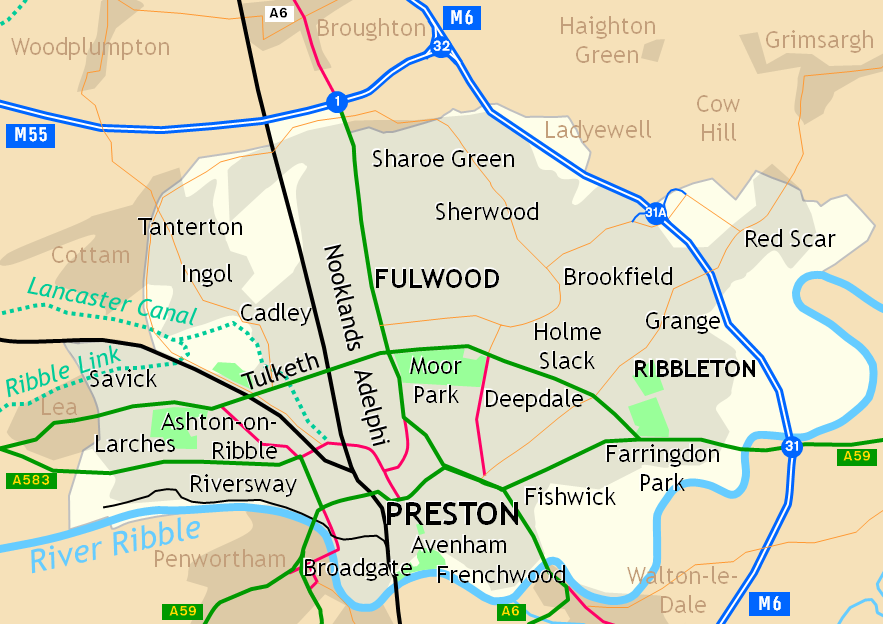 A6
M6
Broughton
Woodplumpton
Haighton
Green
Grimsargh
32
1
Cow
Hill
M55
Ladyewell
Sharoe Green
Sherwood
31A
Tanterton
Red Scar
Cottam
Ingol
Nooklands
FULWOOD
Brookfield
Lancaster Canal
Cadley
Grange
Holme
Slack
Ribble Link
Savick
Tulketh
Moor
Park
RIBBLETON
Adelphi
Deepdale
Lea
Ashton-on-
Ribble
Larches
31
A59
Farringdon
Park
A583
Riversway
Fishwick
PRESTON
River Ribble
Avenham
Penwortham
Broadgate
Frenchwood
Walton-le-
Dale
A59
A6
M6